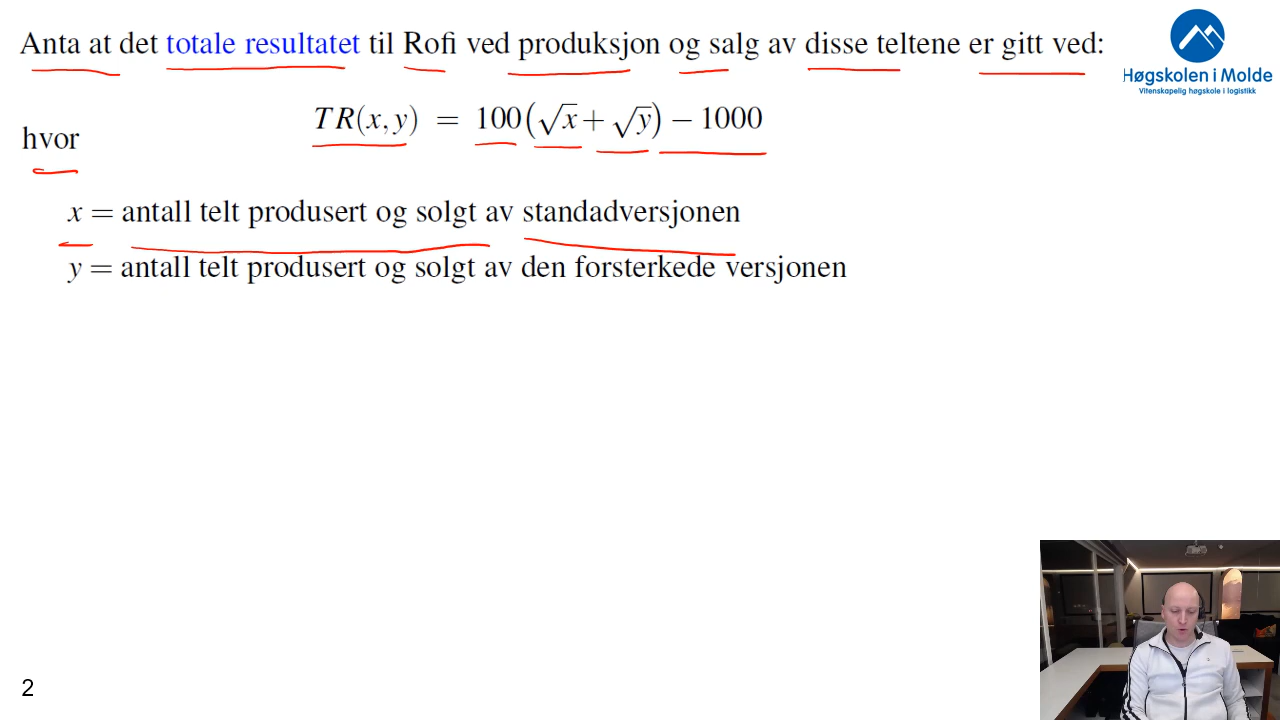 Anta at det totale resultatet til Rofi ved produksjon og salg av disse teltene er gitt ved:
Høgskolen i Molde
Vitenskapelig høgskole i logistikk
TR(x,y) = 100(√x + √y) − 1000
hvor
x = antall telt produsert og solgt av standadversjonen
y = antall telt produsert og solgt av den forsterkede versjonen
2